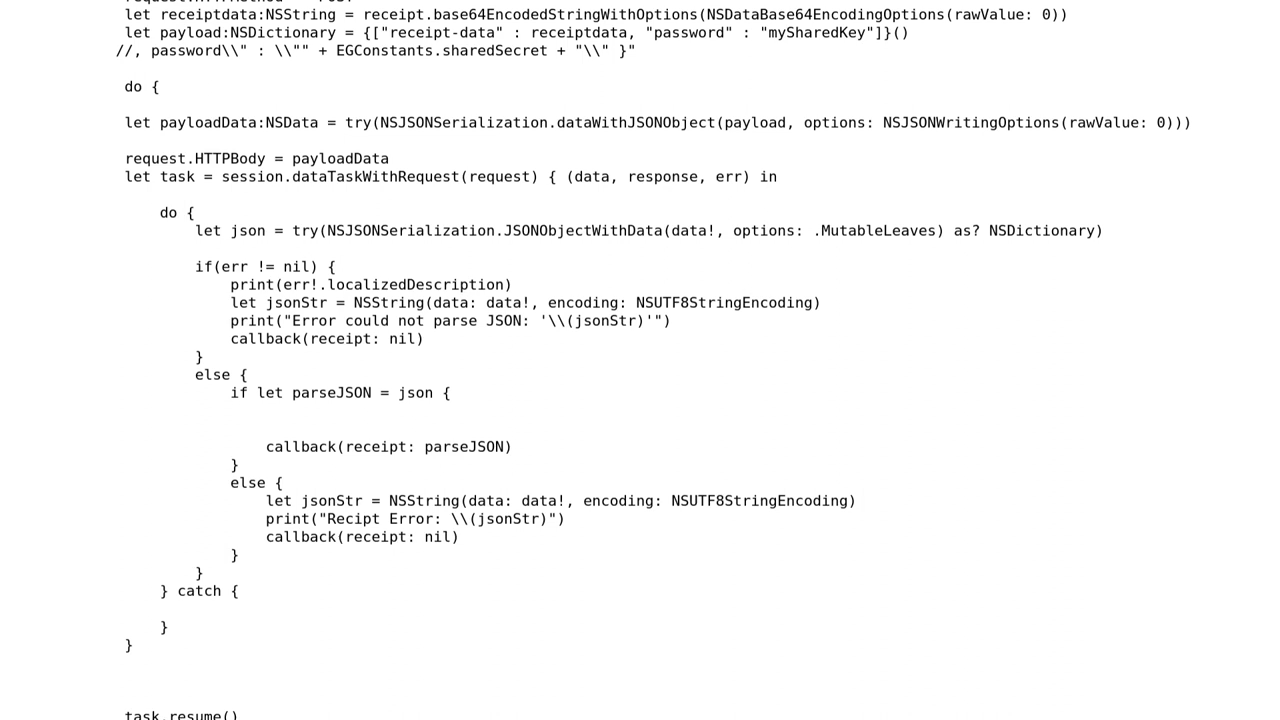 let receiptdata:NSString = receipt.base64EncodedStringWithOptions(NSDataBase64EncodingOptions(rawValue: 0))
let payload:NSDictionary = {["receipt-data" : receiptdata, "password" : "mySharedKey"]}()
//, password\\" : \\"" + EGConstants.sharedSecret + "\\" }"
do {
let payloadData:NSData = try(NSJSONSerialization.dataWithJSONObject(payload, options: NSJSONWritingOptions(rawValue: 0)))
request.HTTPBody = payloadData
let task = session.dataTaskWithRequest(request) { (data, response, err) in
do {
let json = try(NSJSONSerialization.JSONObjectWithData(data!, options: .MutableLeaves) as? NSDictionary)
if(err != nil) {
print(err!.localizedDescription)
let jsonStr = NSString(data: data!, encoding: NSUTF8StringEncoding)
print("Error could not parse JSON: '\\(jsonStr)'")
callback(receipt: nil)
}
else {
if let parseJSON = json {
callback(receipt: parseJSON)
}
else {
let jsonStr = NSString(data: data!, encoding: NSUTF8StringEncoding)
print("Recipt Error: \\(jsonStr)")
callback(receipt: nil)
}
}
} catch {
}
}
task.resume()